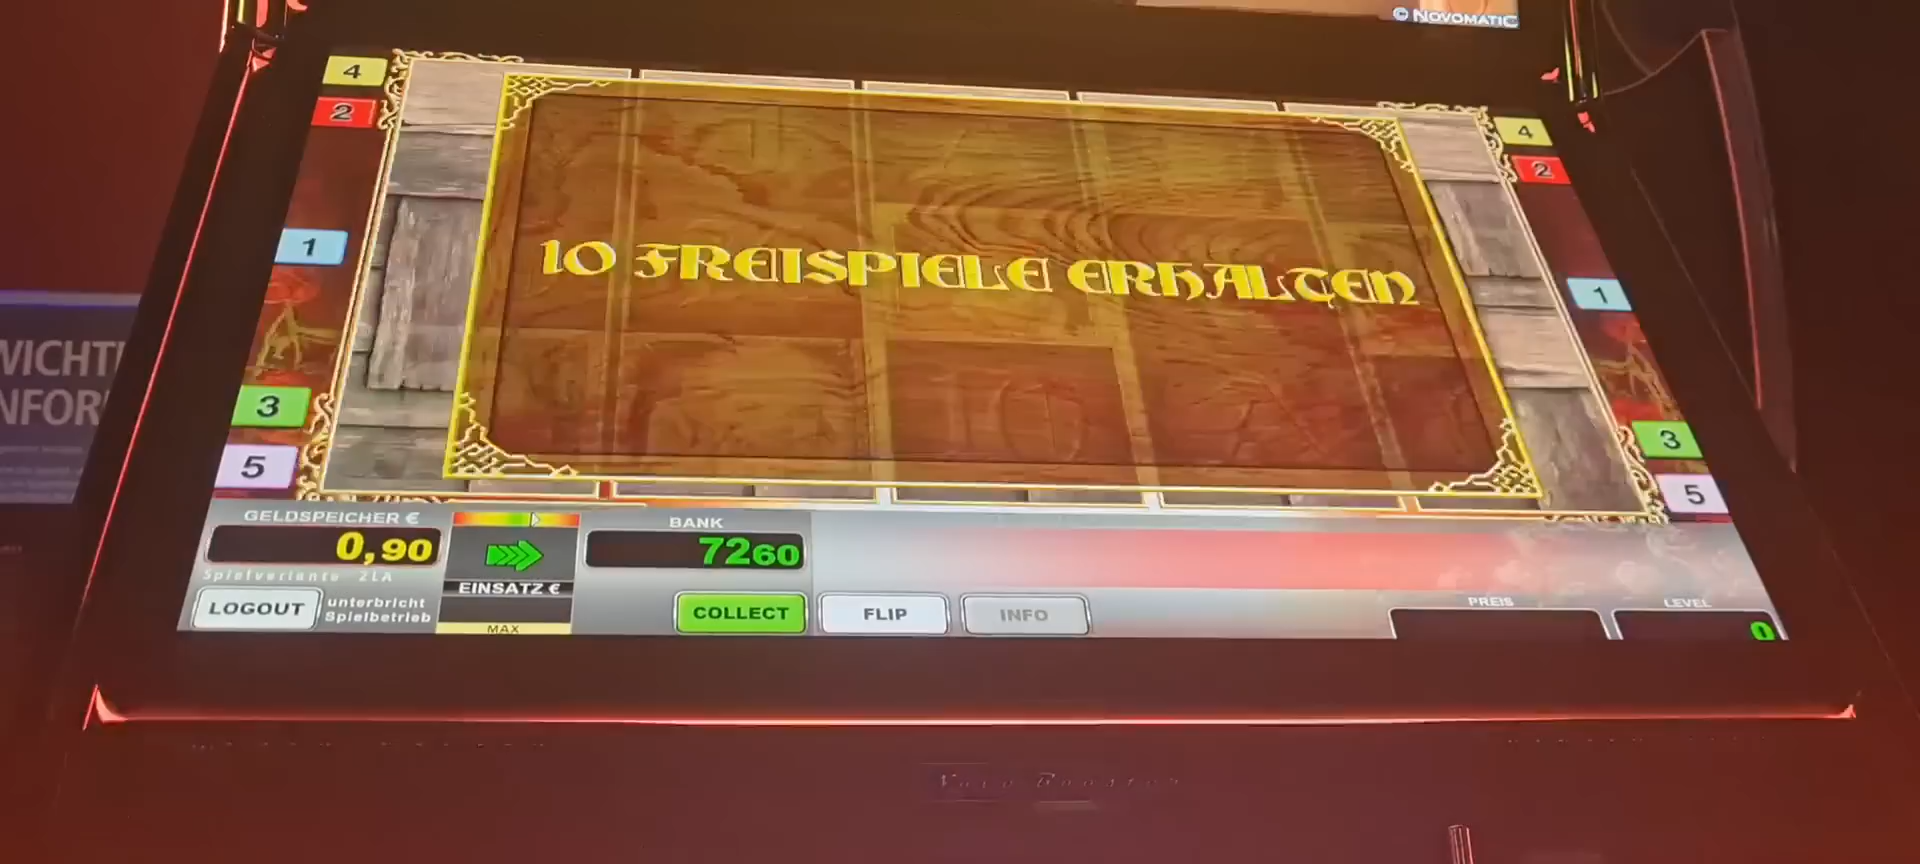 © NOVOMATIC
4
2
1
3
5
4
2
1
3
5
10 FREISPIELE ERHALTEN
WICHTI
NFOR
GELDSPEICHER €
0,90
Spielvariante ZLA
LOGOUT
unterbricht
Spielbetrieb
EINSATZ €
MAX
BANK
7260
COLLECT
FLIP
INFO
PREIS
LEVEL
0